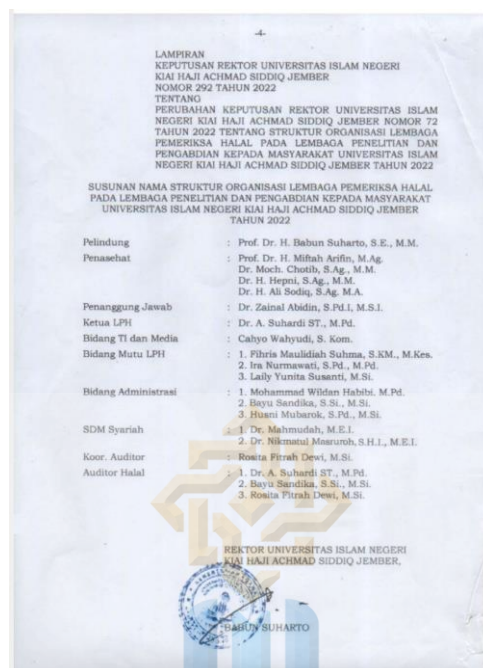 -4-
LAMPIRAN
KEPUTUSAN REKTOR UNIVERSITAS ISLAM NEGERI
KIAI HAJI ACHMAD SIDDIQ JEMBER
NOMOR 292 TAHUN 2022
TENTANG
PERUBAHAN KEPUTUSAN REKTOR UNIVERSITAS ISLAM
NEGERI KIAI HAJI ACHMAD SIDDIQ JEMBER NOMOR 72
TAHUN 2022 TENTANG STRUKTUR ORGANISASI LEMBAGA
PEMERIKSA HALAL PADA LEMBAGA PENELITIAN DAN
PENGABDIAN KEPADA MASYARAKAT UNIVERSITAS ISLAM
NEGERI KIAI HAJI ACHMAD SIDDIQ JEMBER TAHUN 2022
SUSUNAN NAMA STRUKTUR ORGANISASI LEMBAGA PEMERIKSA HALAL
PADA LEMBAGA PENELITIAN DAN PENGABDIAN KEPADA MASYARAKAT
UNIVERSITAS ISLAM NEGERI KIAI HAJI ACHMAD SIDDIQ JEMBER
TAHUN 2022
Pelindung : Prof. Dr. H. Babun Suharto, S.E., M.M.
Penasehat : Prof. Dr. H. Miftah Arifin, M.Ag.
Dr. Moch. Chotib, S.Ag., M.M.
Dr. H. Hepni, S.Ag., M.M.
Dr. H. Ali Sodiq, S.Ag. M.A.
Penanggung Jawab : Dr. Zainal Abidin, S.Pd.I, M.S.I.
Ketua LPH : Dr. A. Suhardi ST., M.Pd.
Bidang TI dan Media : Cahyo Wahyudi, S. Kom.
Bidang Mutu LPH : 1. Fihris Maulidiah Suhma, S.KM., M.Kes.
2. Ira Nurmawati, S.Pd., M.Pd.
3. Laily Yunita Susanti, M.Si.
Bidang Administrasi : 1. Mohammad Wildan Habibi. M.Pd.
2. Bayu Sandika, S.Si., M.Si.
3. Husni Mubarok, S.Pd., M.Si.
SDM Syariah : 1. Dr. Mahmudah, M.E.I.
2. Dr. Nikmatul Masruroh, S.H.I., M.E.I.
Koor. Auditor : Rosita Fitrah Dewi, M.Si.
Auditor Halal : 1. Dr. A. Suhardi ST., M.Pd.
2. Bayu Sandika, S.Si., M.Si.
3. Rosita Fitrah Dewi, M.Si.
REKTOR UNIVERSITAS ISLAM NEGERI
KIAI HAJI ACHMAD SIDDIQ JEMBER,
BABUN SUHARTO